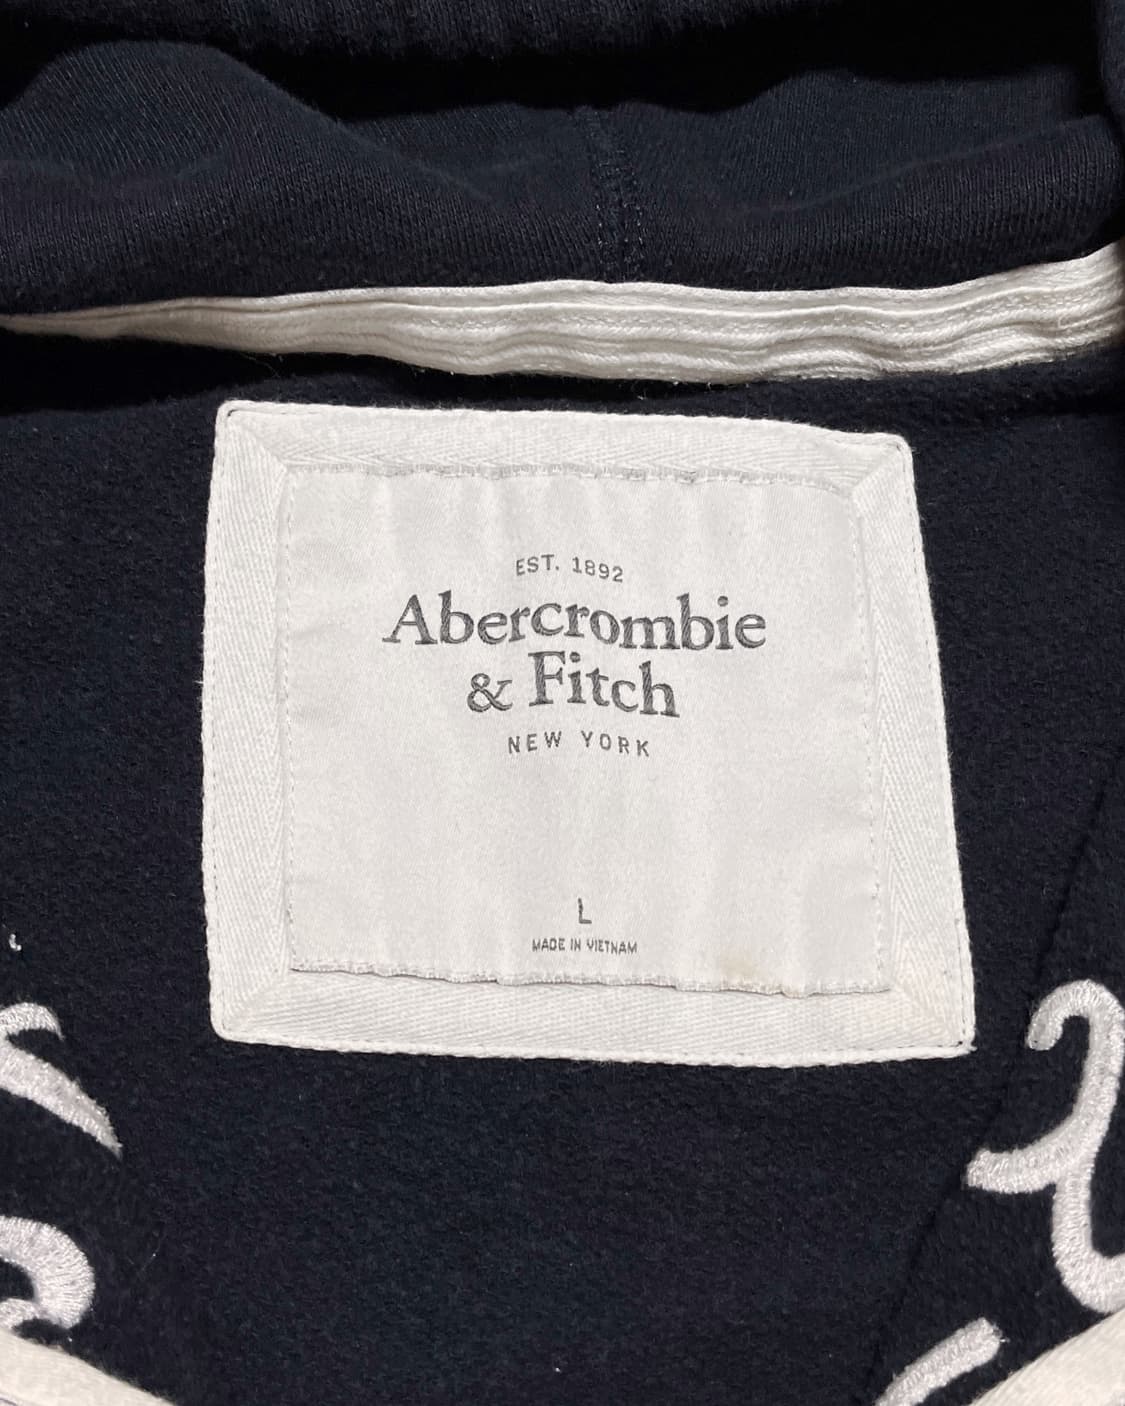 EST. 1892
Abercrombie
& Fitch
NEW YORK
L
MADE IN VIETNAM